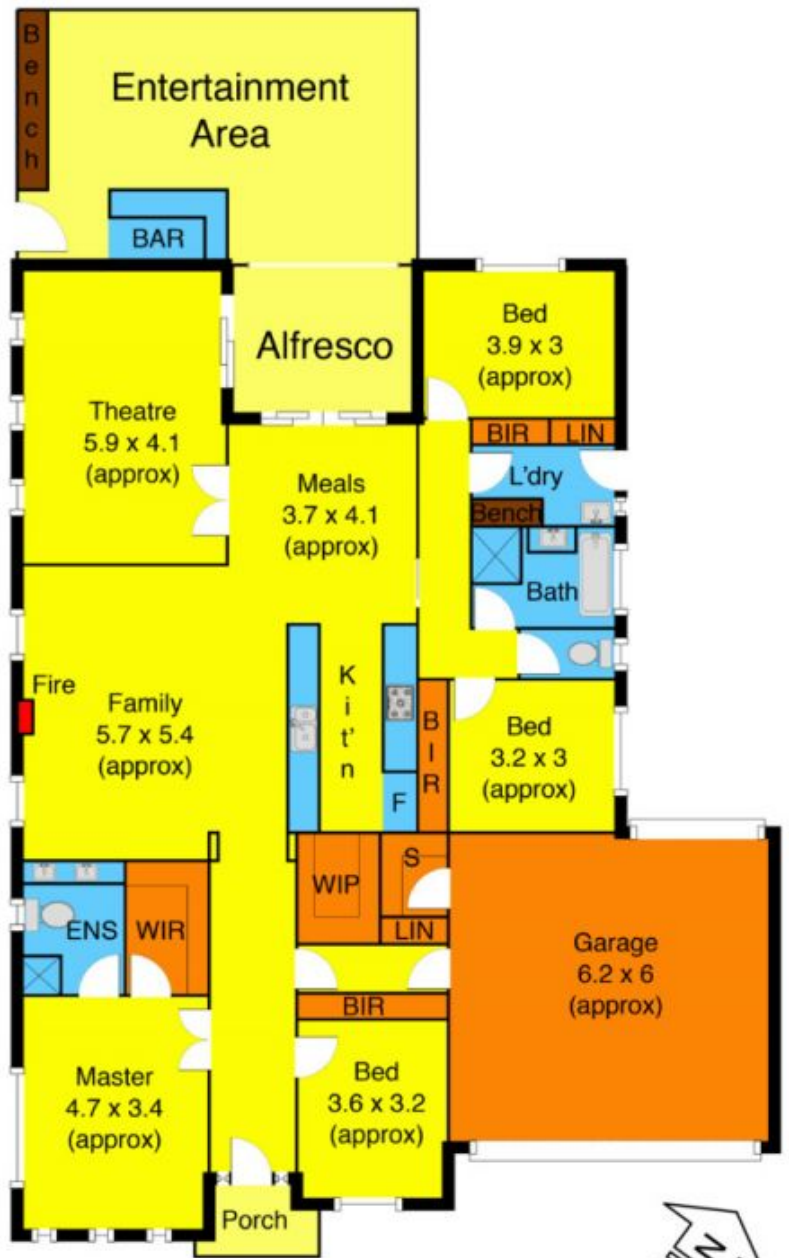 Bench
Entertainment
Area
BAR
Alfresco
Bed
3.9 x 3
(approx)
Theatre
5.9 x 4.1
(approx)
BIR
LIN
L'dry
Meals
3.7 x 4.1
(approx)
Bench
Bath
Fire
Family
5.7 x 5.4
(approx)
Kit'n
F
BIR
Bed
3.2 x 3
(approx)
WIP
S
LIN
ENS
WIR
Garage
6.2 x 6
(approx)
BIR
Master
4.7 x 3.4
(approx)
Bed
3.6 x 3.2
(approx)
Porch
N